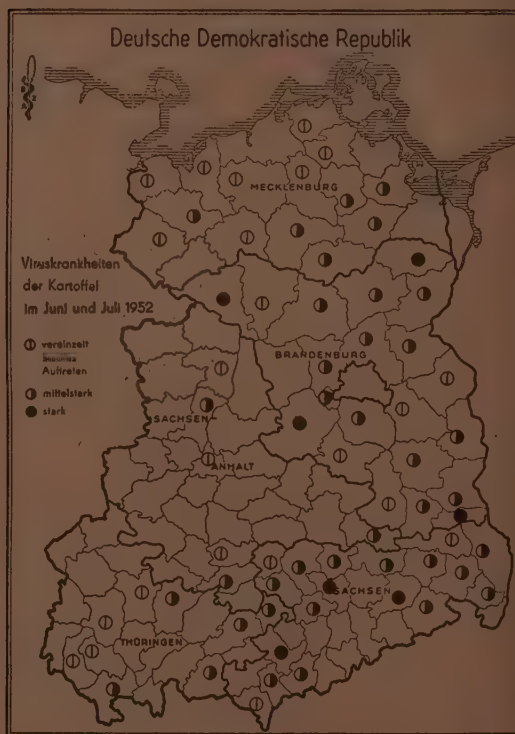 Deutsche Demokratische Republik
MECKLENBURG
Viruskrankheiten
der Kartoffel
im Juni und Juli 1952
vereinzelt
Auftreten
mittelstark
stark
BRANDENBURG
SACHSEN-
ANHALT
SACHSEN
THÜRINGEN